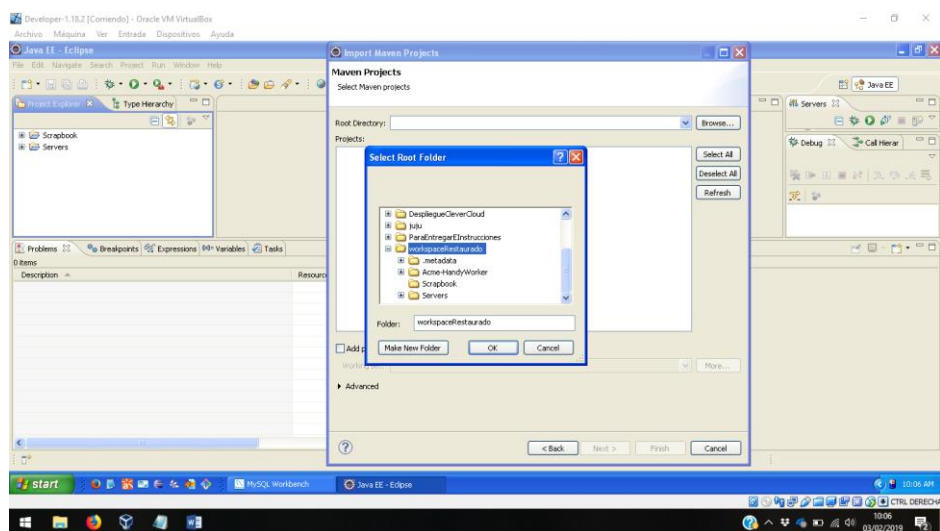 Developer-1.18.2 [Corriendo] - Oracle VM VirtualBox
Archivo Máquina Ver Entrada Dispositivos Ayuda
Java EE - Eclipse
File Edit Navigate Search Project Run Window Help
Java EE
Project Explorer
Type Hierarchy
Scrapbook
Servers
Import Maven Projects
Maven Projects
Select Maven projects
Root Directory:
Browse...
Projects:
Select All
Deselect All
Refresh
Select Root Folder
DespliegueCleverCloud
juju
ParaEntregarEInstrucciones
workspaceRestaurado
.metadata
Acme-HandyWorker
Scrapbook
Servers
Folder: workspaceRestaurado
Make New Folder
OK
Cancel
Add p
More...
Advanced
< Back
Next >
Finish
Cancel
Servers
Debug
Call Hierar
Problems
Breakpoints
Expressions
Variables
Tasks
0 items
Description
Resourc
start
MySQL Workbench
Java EE - Eclipse
10:06 AM
CTRL DERECHA
10:06
03/02/2019